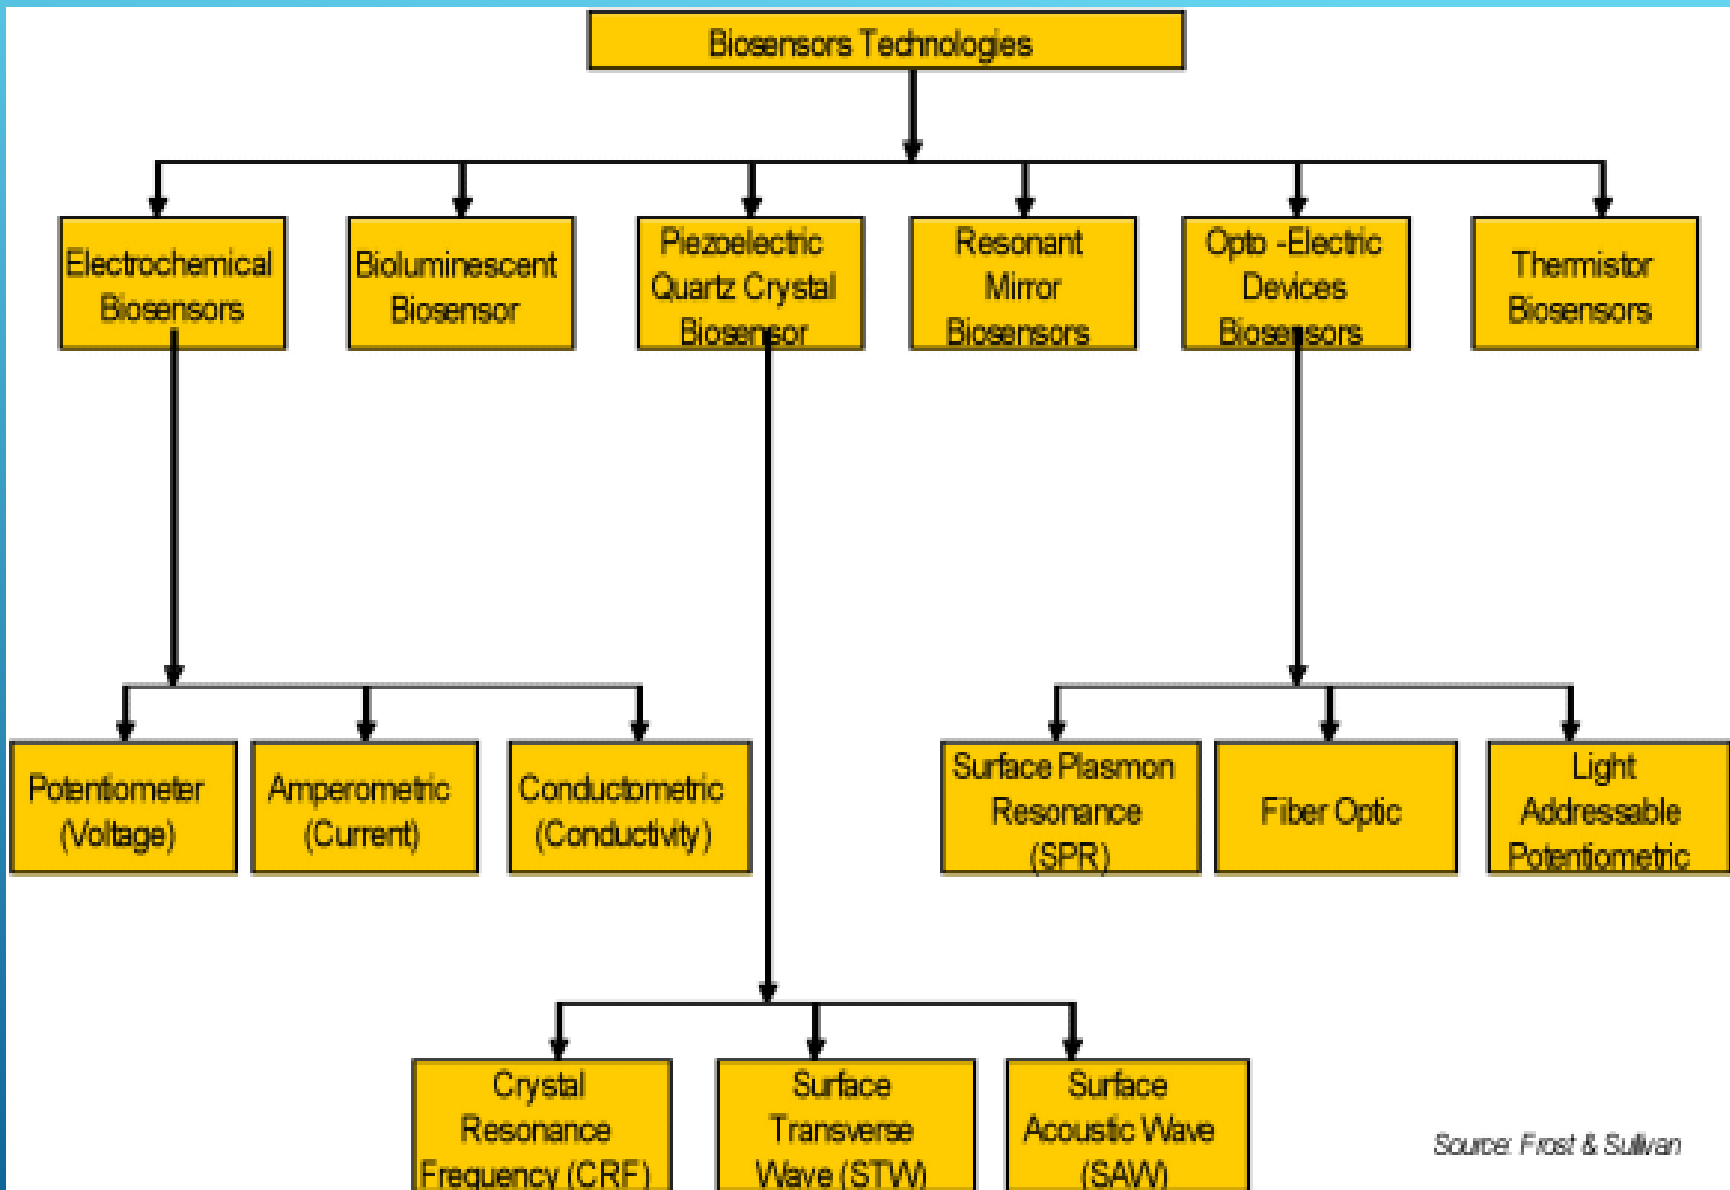 Biosensors Technologies
Electrochemical
Biosensors
Bioluminescent
Biosensor
Piezoelectric
Quartz Crystal
Biosensor
Resonant
Mirror
Biosensors
Opto -Electric
Devices
Biosensors
Thermistor
Biosensors
Potentiometer
(Voltage)
Amperometric
(Current)
Conductometric
(Conductivity)
Surface Plasmon
Resonance
(SPR)
Fiber Optic
Light
Addressable
Potentiometric
Crystal
Resonance
Frequency (CRF)
Surface
Transverse
Wave (STW)
Surface
Acoustic Wave
(SAW)
Source: Frost & Sullivan